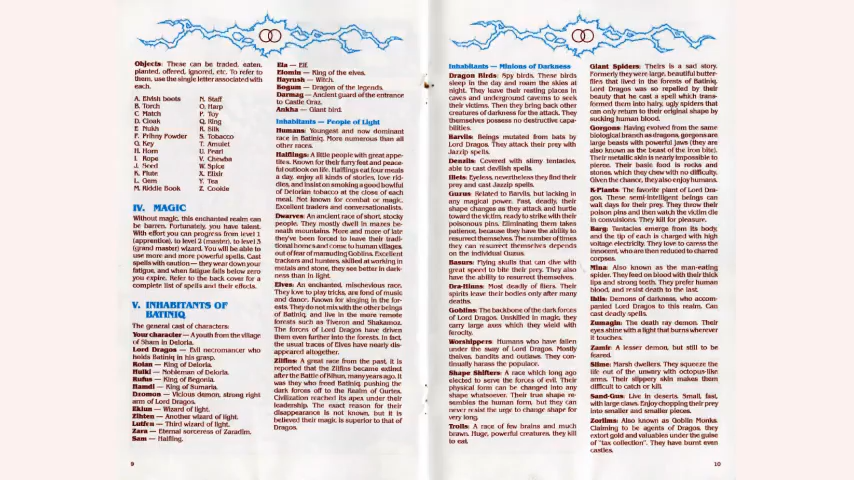 Objects: These can be traded, eaten,
planted, offered, ignored, etc. To refer to
them, use the single letter associated with
each.
A. Elvish boots
B. Torch
C. Match
D. Cloak
E. Nukh
F. Prihny Powder
G. Key
H. Urn
I. Rope
J. Seed
K. Flute
L. Gem
M. Riddle Book
N. Staff
O. Harp
P. Toy
Q. Ring
R. Silk
S. Tobacco
T. Amulet
U. Pearl
V. Chewba
W. Spice
X. Elixir
Y. Tea
Z. Cookie
IV. MAGIC
Without magic, this enchanted realm can
be barren. Fortunately, you have talent.
With effort you can progress from level 1
(apprentice), to level 2 (master), to level 3
(grand master) wizard. You will be able to
use more and more powerful spells. Cast
spells with caution — they wear down your
fatigue, and when fatigue falls below zero
you expire. Refer to the back cover for a
complete list of spells and their effects.
V. INHABITANTS OF
BATINIQ
The general cast of characters:
Your character — A youth from the village
of Sham in Deloria.
Lord Dragos — Evil necromancer who
holds Batiniq in his grasp.
Rolan — King of Deloria.
Huiki — Nobleman of Deloria.
Rufus — King of Begonia.
Handi — King of Sumaria.
Dromon — Vicious demon, strong right
arm of Lord Dragos.
Eklun — Wizard of light.
Zihten — Another wizard of light.
Lutfen — Third wizard of light.
Zara — Eternal sorceress of Zaradim.
Sam — Halfling.
9
Ela — Elf.
Elomin — King of the elves.
Hayrush — Witch.
Bogum — Dragon of the legends.
Darmag — Ancient guard of the entrance
to Castle Oraz.
Ankha — Giant bird.
Inhabitants — People of Light
Humans: Youngest and now dominant
race in Batiniq. More numerous than all
other races.
Halflings: A little people with great appe-
tites. Known for their furry feet and peace-
ful outlook on life. Halflings eat four meals
a day, enjoy all kinds of stories, love rid-
dles, and insist on smoking a good bowlful
of Delorian tobacco at the close of each
meal. Not known for combat or magic.
Excellent traders and conversationalists.
Dwarves: An ancient race of short, stocky
people. They mostly dwell in mazes be-
neath mountains. More and more of late
they've been forced to leave their tradi-
tional homes and come to human villages,
out of fear of marauding Goblins. Excellent
trackers and hunters, skilled at working in
metals and stone, they see better in dark-
ness than in light.
Elves: An enchanted, mischievous race.
They love to play tricks, are fond of music
and dance. Known for singing in the for-
ests. They do not mix with the other beings
of Batiniq, and live in the more remote
forests such as Tiveron and Shakamoa.
The forces of Lord Dragos have driven
them even further into the forests. In fact,
the usual traces of Elves have nearly dis-
appeared altogether.
Zilfins: A great race from the past, it is
reported that the Zilfins became extinct
after the Battle of Rihun, many years ago. It
was they who freed Batiniq, pushing the
dark forces off to the Realm of Ouries.
Civilization reached its apex under their
leadership. The exact reason for their
disappearance is not known, but it is
believed their magic is superior to that of
Dragos.
Inhabitants — Minions of Darkness
Dragon Birds: Spy birds. These birds
sleep in the day and roam the skies at
night. They leave their resting places in
caves and underground caverns to seek
their victims. Then they bring back other
creatures of darkness for the attack. They
themselves possess no destructive capa-
bilities.
Barvils: Beings mutated from bats by
Lord Dragos. They attack their prey with
Jazzip spells.
Denalis: Covered with slimy tentacles,
able to cast devilish spells.
Illets: Eyeless, nonetheless they find their
prey and cast Jazzip spells.
Gurus: Related to Barvils, but lacking in
any magical power. Fast, deadly, their
shape changes as they attack and hurtle
toward the victim, ready to strike with their
poisonous pins. Eliminating them takes
patience, because they have the ability to
resurrect themselves. The number of times
they can resurrect themselves depends
on the individual Gurus.
Basurs: Flying skulls that can dive with
great speed to bite their prey. They also
have the ability to resurrect themselves.
Dra-Hinns: Most deadly of fliers. Their
spirits leave their bodies only after many
deaths.
Goblins: The backbone of the dark forces
of Lord Dragos. Unskilled in magic, they
carry large axes which they wield with
ferocity.
Worshippers: Humans who have fallen
under the sway of Lord Dragos. Mostly
theives, bandits and outlaws. They con-
tinually harass the populace.
Shape Shifters: A race which long ago
elected to serve the forces of evil. Their
physical form can be changed into any
shape whatsoever. Their true shape re-
sembles the human form, but they can
never resist the urge to change shape for
very long.
Trolls: A race of few brains and much
brawn. Huge, powerful creatures, they kill
to eat.
Giant Spiders: Theirs is a sad story.
Formerly they were large, beautiful butter-
flies that lived in the forests of Batiniq.
Lord Dragos was so repelled by their
beauty that he cast a spell which trans-
formed them into hairy, ugly spiders that
can only return to their original shape by
sucking human blood.
Gorgons: Having evolved from the same
biological branch as dragons, gorgons are
large beasts with powerful jaws (they are
also known as the beast of the iron bite).
Their metallic skin is nearly impossible to
pierce. Their basic food is rocks and
stones, which they chew with no difficulty.
Given the chance, they also enjoy humans.
K-Plants: The favorite plant of Lord Dra-
gos. These semi-intelligent beings can
wait days for their prey. They throw their
poison pins and then watch the victim die
in convulsions. They kill for pleasure.
Barg: Tentacles emerge from its body,
and the tip of each is charged with high
voltage electricity. They love to caress the
innocent, who are then reduced to charred
corpses.
Mina: Also known as the man-eating
spider. They feed on blood with their thick
lips and strong teeth. They prefer human
blood, and resist death to the last.
Iblis: Demons of darkness, who accom-
panied Lord Dragos to this realm. Can
cast deadly spells.
Zumagin: The death ray demon. Their
eyes shine with a light that burns wherever
it touches.
Zanii: A lesser demon, but still to be
feared.
Slime: Marsh dwellers. They squeeze the
life out of the unwary with octopus-like
arms. Their slippery skin makes them
difficult to catch or kill.
Sand-Gus: Live in deserts. Small, fast,
with large claws. Enjoy chopping their prey
into smaller and smaller pieces.
Zorlims: Also known as Goblin Monks.
Claiming to be agents of Dragos, they
extort gold and valuables under the guise
of "tax collection". They have burnt even
castles.
10